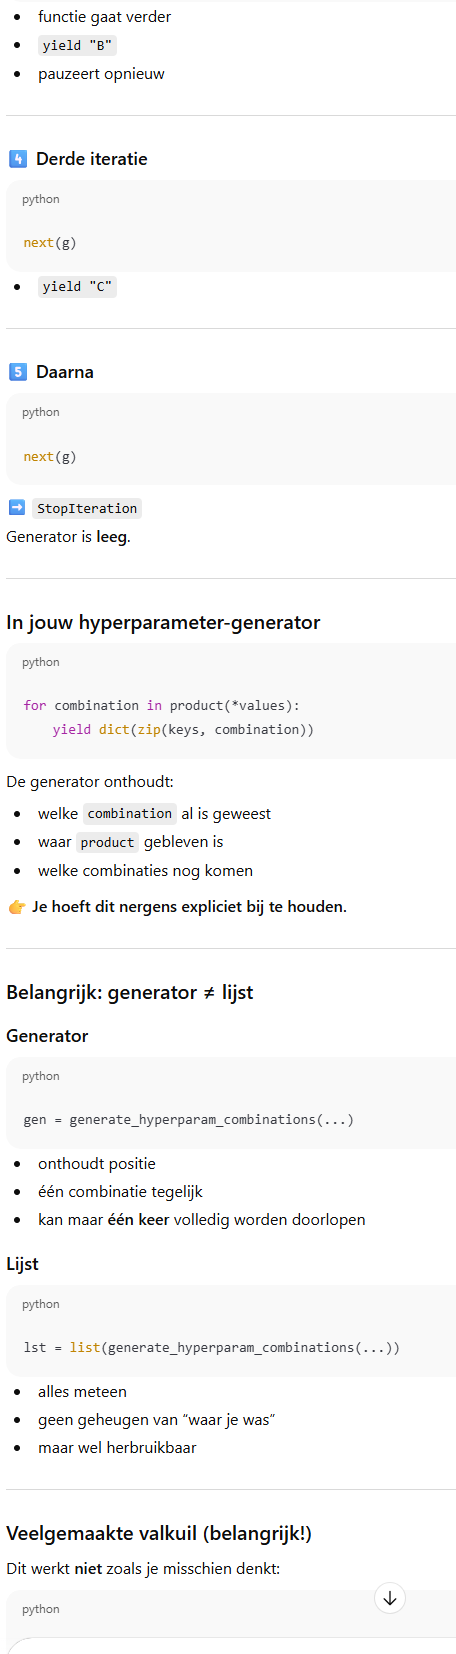 • functie gaat verder
• yield "B"
• pauzeert opnieuw
4 Derde iteratie
python
next(g)
• yield "C"
5 Daarna
python
next(g)
➡ StopIteration
Generator is leeg.
In jouw hyperparameter-generator
python
for combination in product(*values):
    yield dict(zip(keys, combination))
De generator onthoudt:
• welke combination al is geweest
• waar product gebleven is
• welke combinaties nog komen
👉 Je hoeft dit nergens expliciet bij te houden.
Belangrijk: generator ≠ lijst
Generator
python
gen = generate_hyperparam_combinations(...)
• onthoudt positie
• één combinatie tegelijk
• kan maar één keer volledig worden doorlopen
Lijst
python
lst = list(generate_hyperparam_combinations(...))
• alles meteen
• geen geheugen van “waar je was”
• maar wel herbruikbaar
Veelgemaakte valkuil (belangrijk!)
Dit werkt niet zoals je misschien denkt:
python